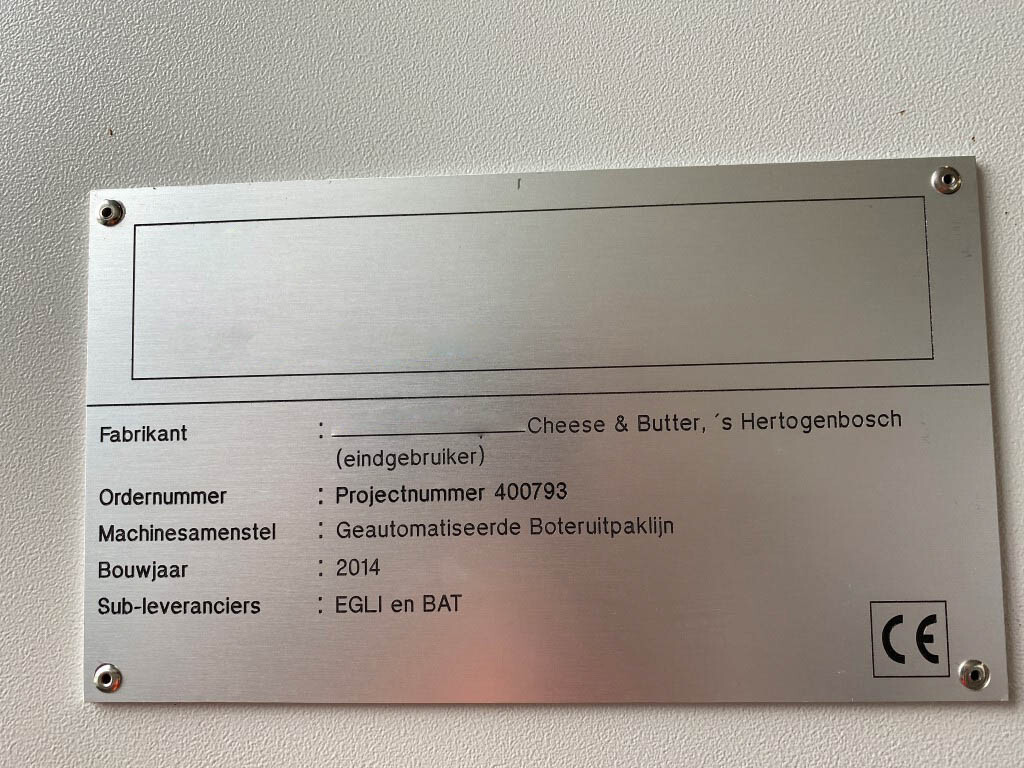 Fabrikant : Cheese & Butter, ´s Hertogenbosch
(eindgebruiker)
Ordernummer : Projectnummer 400793
Machinesamenstel : Geautomatiseerde Boteruitpaklijn
Bouwjaar : 2014
Sub-leveranciers : EGLI en BAT
CE